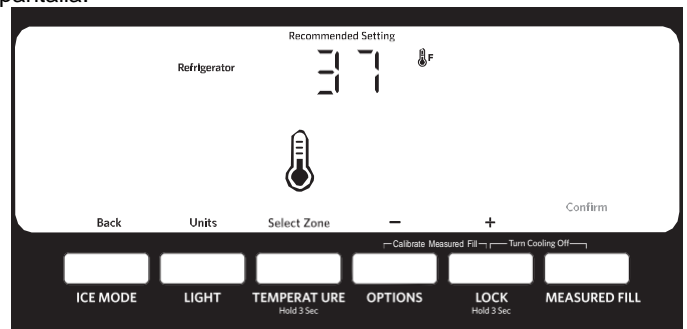 pantalla.
Recommended Setting
Refrigerator 37 F
Back Units Select Zone – + Confirm
Calibrate Measured Fill Turn Cooling Off
ICE MODE LIGHT TEMPERAT URE OPTIONS LOCK MEASURED FILL
Hold 3 Sec Hold 3 Sec